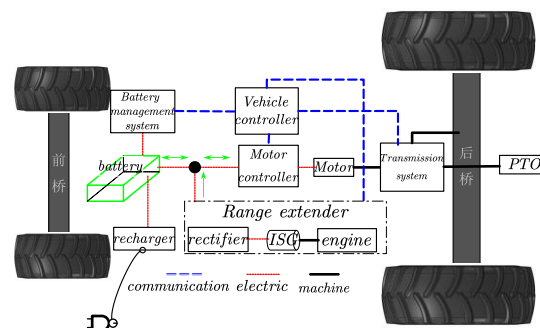 Battery
management
system
Vehicle
controller
前
桥
battery
Motor
controller
Motor
Transmission
system
后
桥
PTO
Range extender
recharger
rectifier
ISG
engine
communication
electric
machine